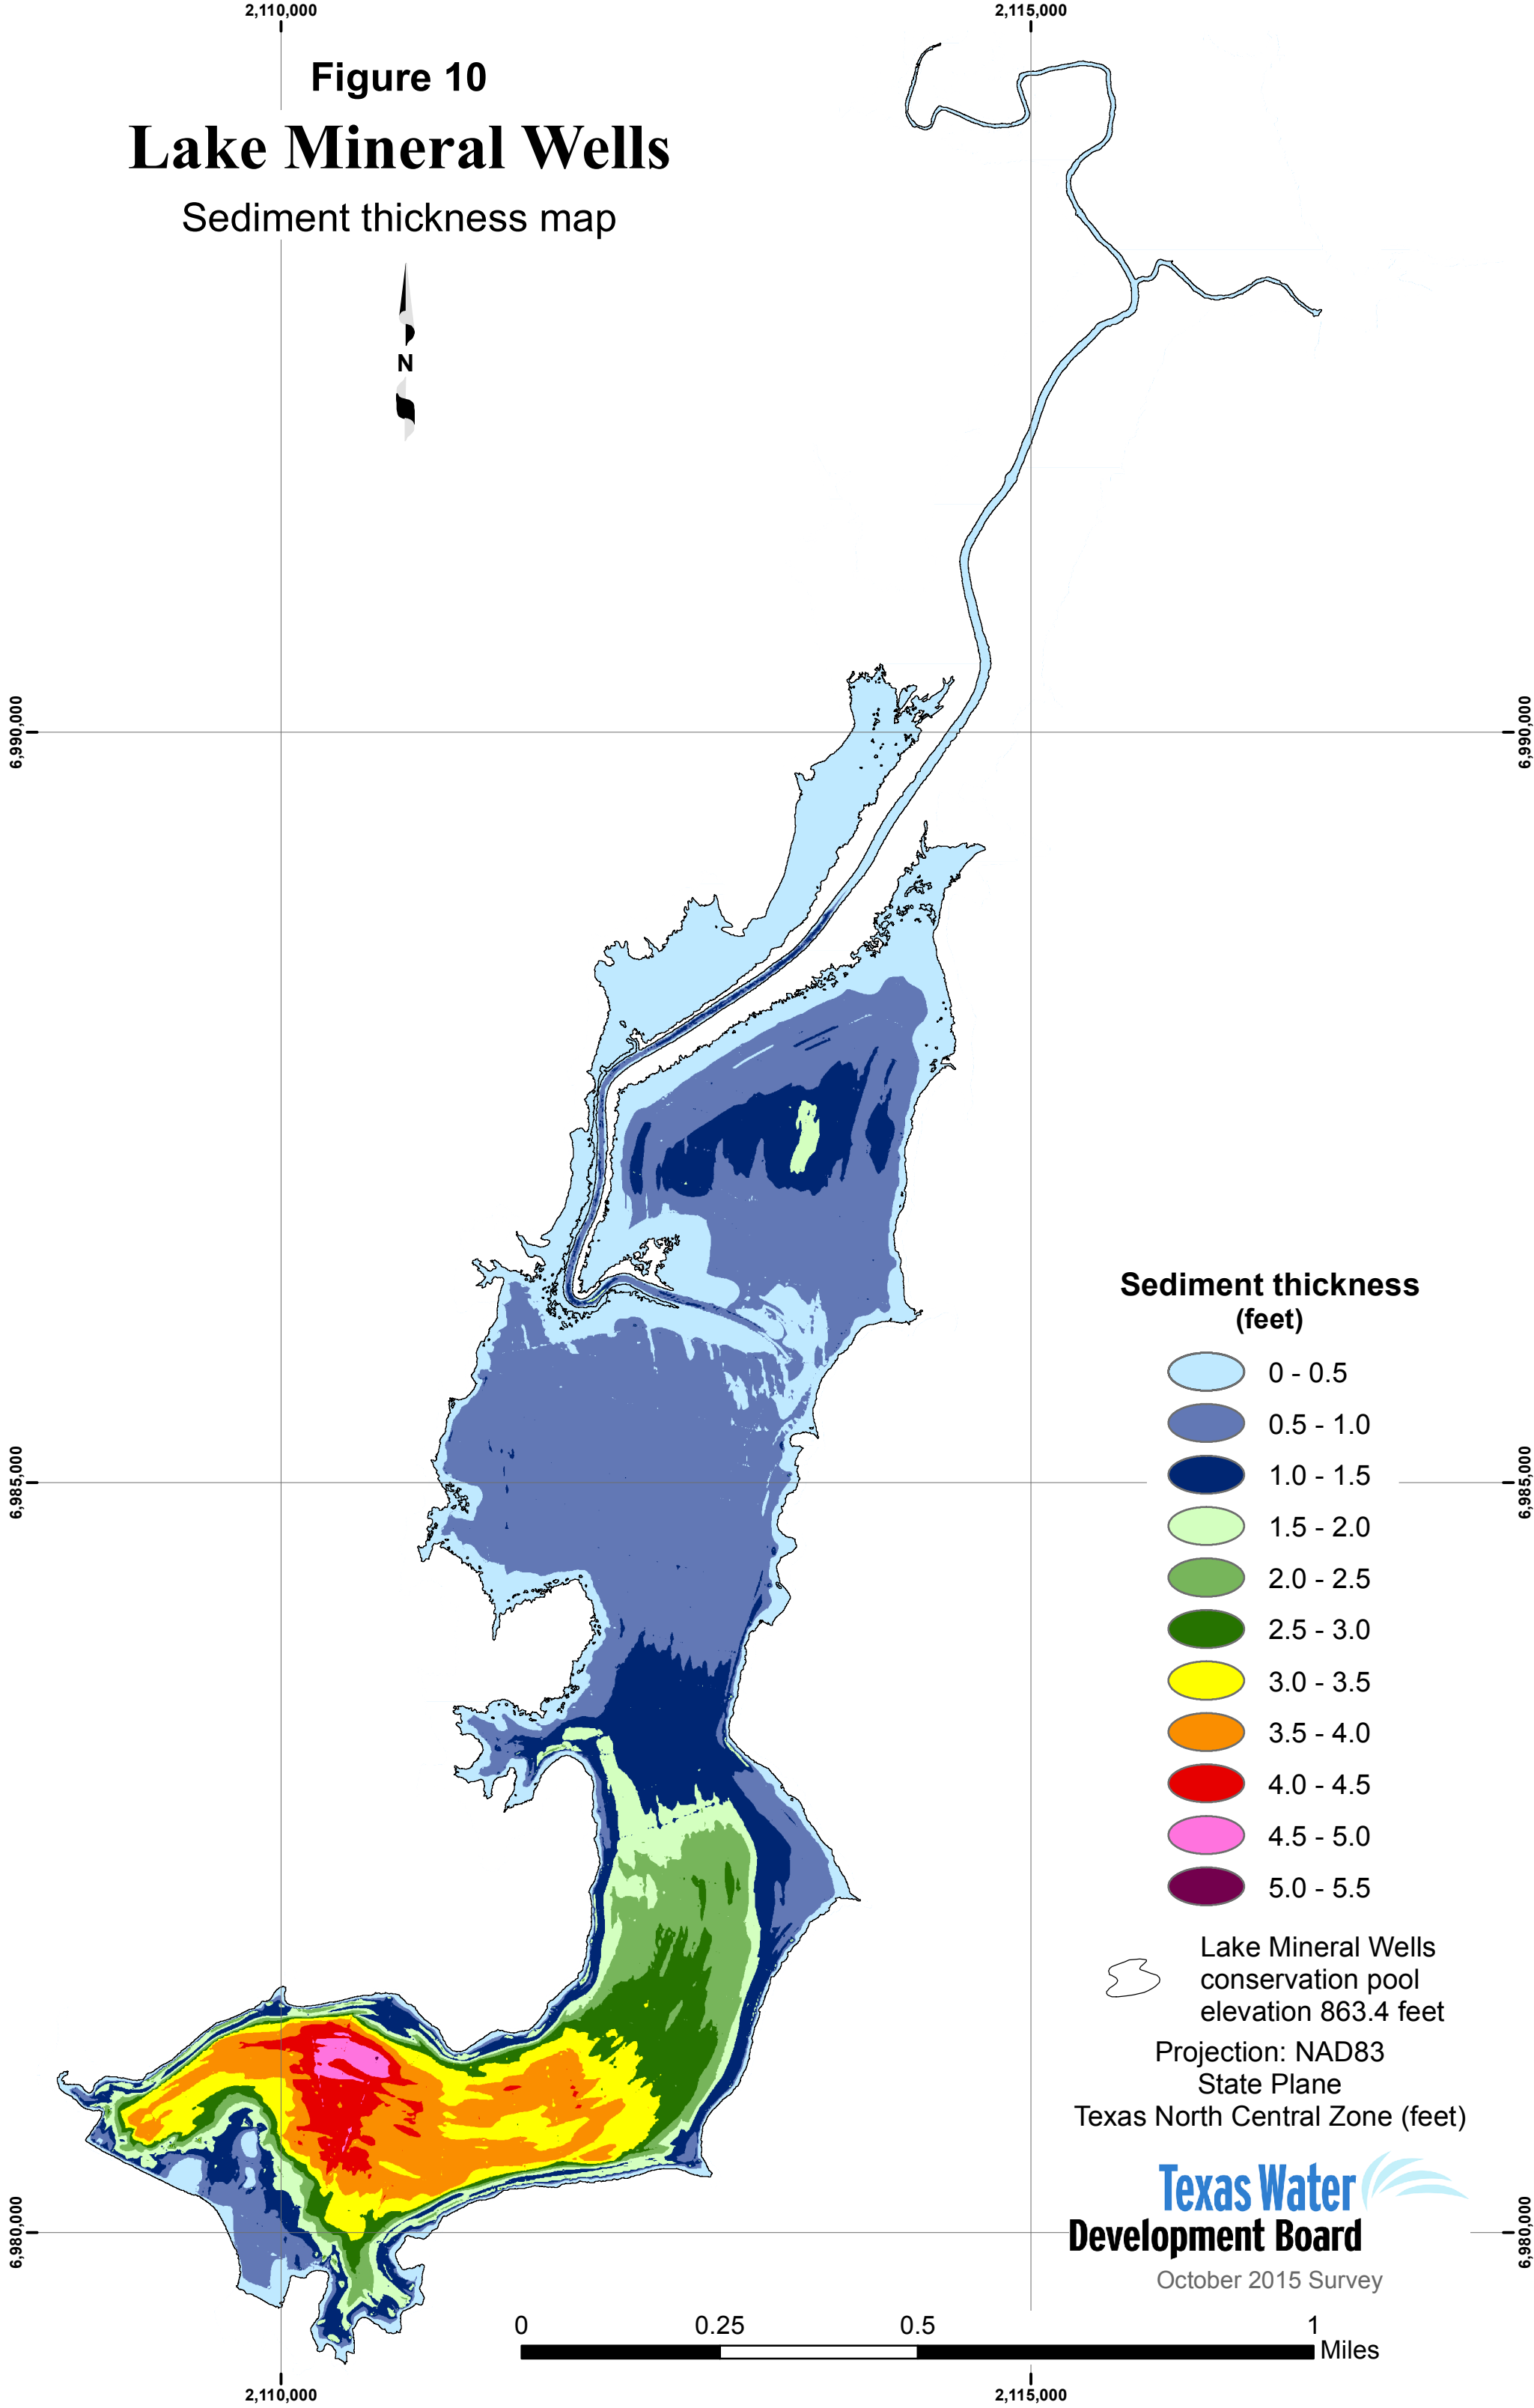 2,110,000
2,115,000
Figure 10
Lake Mineral Wells
Sediment thickness map
N
6,990,000
6,990,000
Sediment thickness
(feet)
0 - 0.5
0.5 - 1.0
1.0 - 1.5
1.5 - 2.0
2.0 - 2.5
2.5 - 3.0
3.0 - 3.5
3.5 - 4.0
4.0 - 4.5
4.5 - 5.0
5.0 - 5.5
6,985,000
6,985,000
Lake Mineral Wells
conservation pool
elevation 863.4 feet
Projection: NAD83
State Plane
Texas North Central Zone (feet)
Texas Water
Development Board
October 2015 Survey
6,980,000
6,980,000
0
0.25
0.5
1
Miles
2,110,000
2,115,000